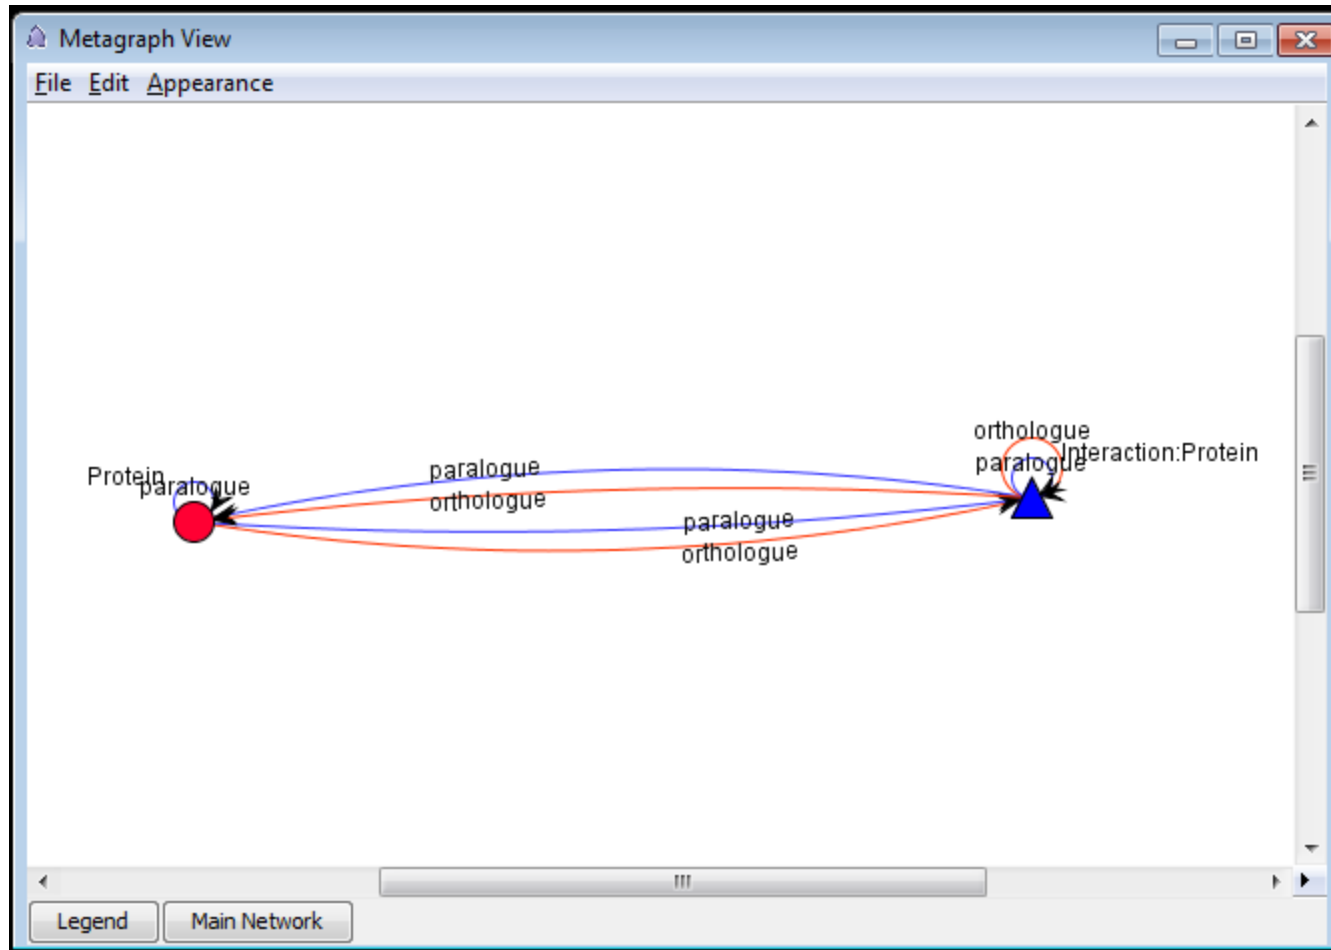 Metagraph View
File Edit Appearance
orthologue
Interaction:Protein
paralogue
Protein
paralogue
paralogue
orthologue
paralogue
orthologue
Legend
Main Network